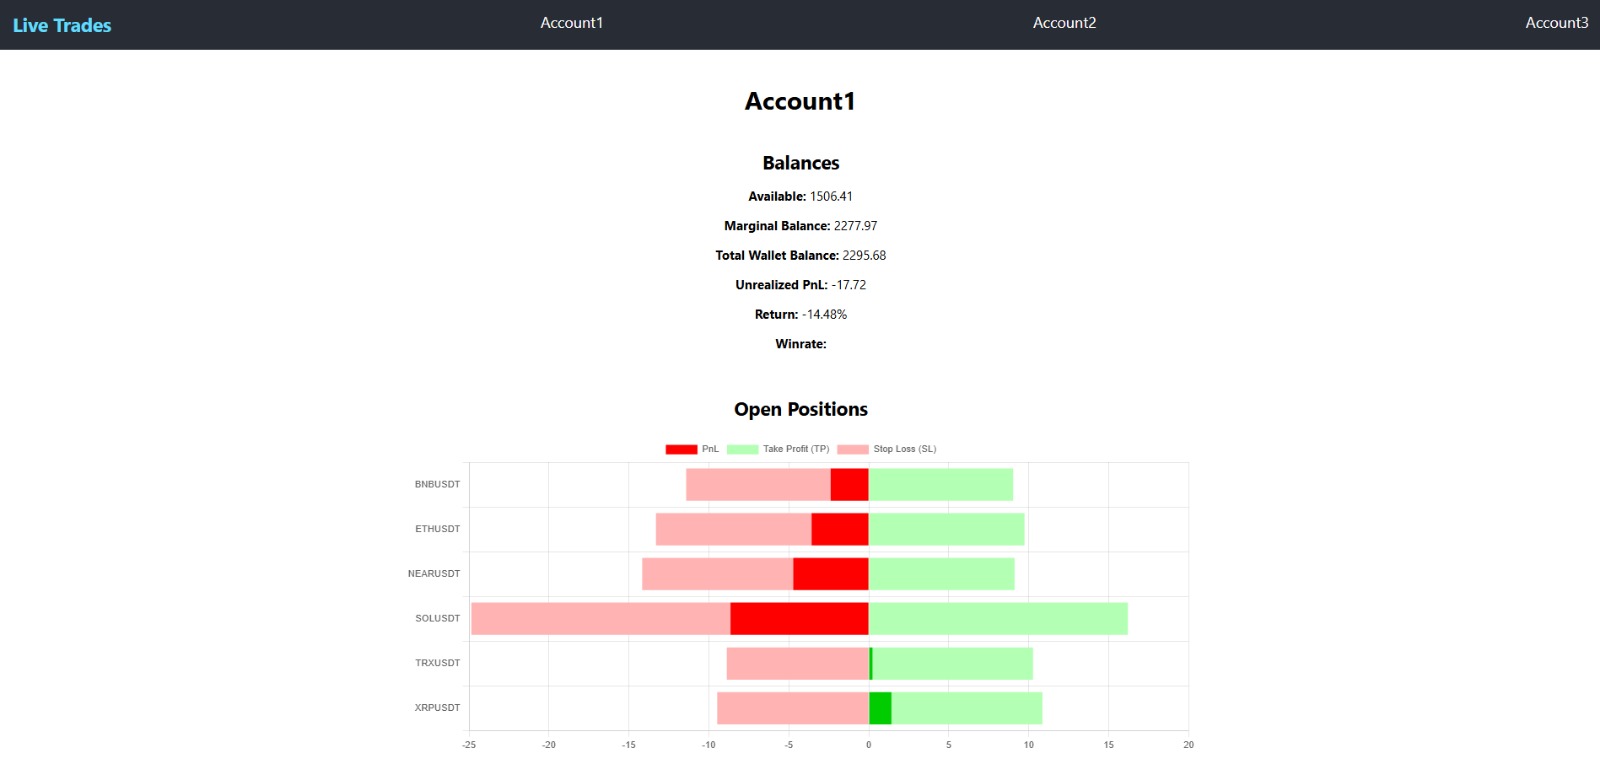 Live Trades Account1 Account2 Account3
Account1
Balances
Available: 1506.41
Marginal Balance: 2277.97
Total Wallet Balance: 2295.68
Unrealized PnL: -17.72
Return: -14.48%
Winrate:
Open Positions
PnL Take Profit (TP) Stop Loss (SL)
BNBUSDT
ETHUSDT
NEARUSDT
SOLUSDT
TRXUSDT
XRPUSDT
-25 -20 -15 -10 -5 0 5 10 15 20